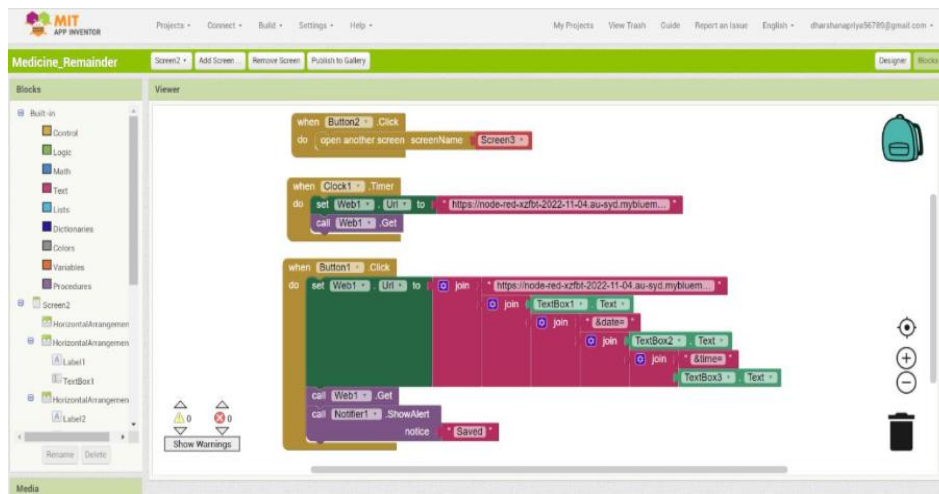 MIT
APP INVENTOR
Projects Connect Build Settings Help
My Projects View Trash Guide Report an Issue English dharshanapriya56789@gmail.com
Medicine_Remainder
Screen2 Add Screen ... Remove Screen Publish to Gallery
Designer Blocks
Blocks
Viewer
Built-in
Control
Logic
Math
Text
Lists
Dictionaries
Colors
Variables
Procedures
Screen2
HorizontalArrangemen
HorizontalArrangemen
Label1
TextBox1
HorizontalArrangemen
Label2
Rename Delete
Media
when Button2 .Click
do open another screen screenName Screen3
when Clock1 .Timer
do set Web1 . Url to " https://node-red-xzfbt-2022-11-04.au-syd.mybluem... "
call Web1 .Get
when Button1 .Click
do set Web1 . Url to join " https://node-red-xzfbt-2022-11-04.au-syd.mybluem... "
join TextBox1 . Text
join " &date= "
join TextBox2 . Text
join " &time= "
TextBox3 . Text
call Web1 .Get
call Notifier1 .ShowAlert
notice " Saved "
0 0
Show Warnings